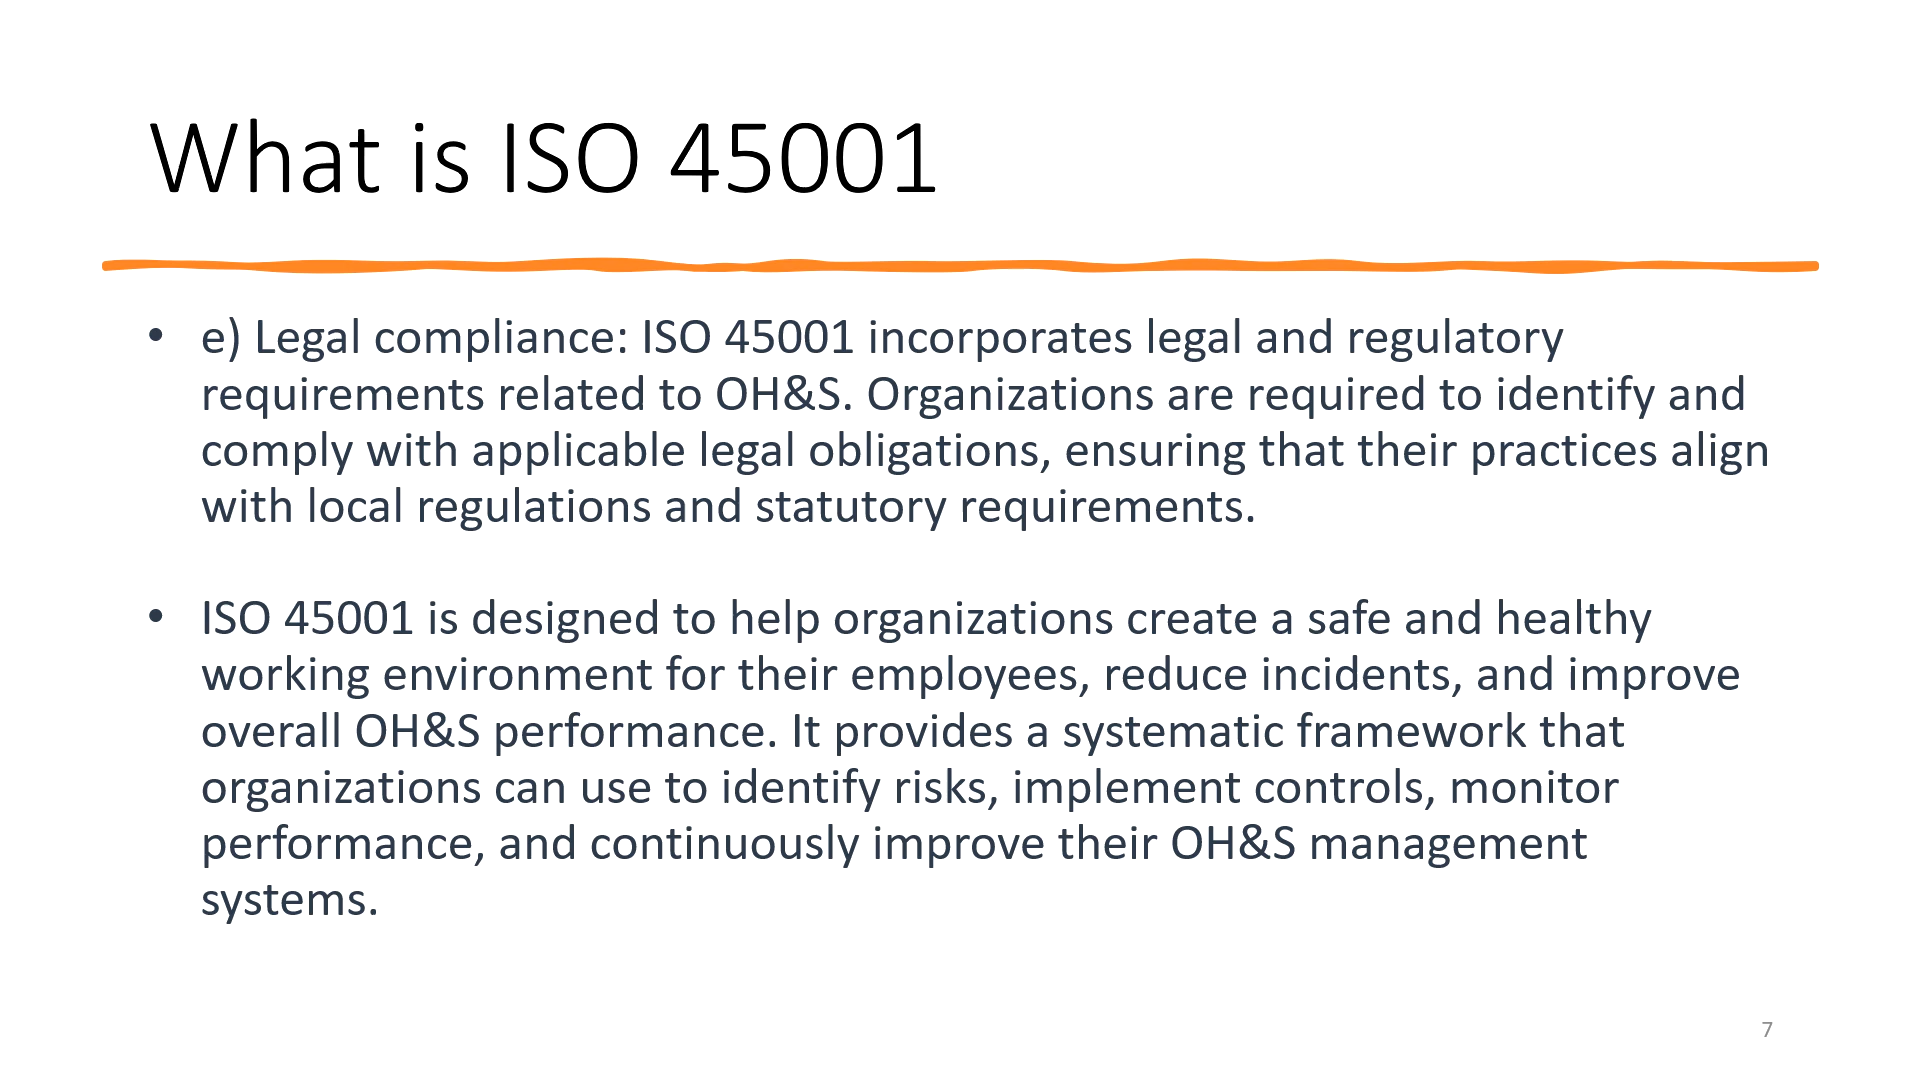 What is ISO 45001
• e) Legal compliance: ISO 45001 incorporates legal and regulatory
requirements related to OH&S. Organizations are required to identify and
comply with applicable legal obligations, ensuring that their practices align
with local regulations and statutory requirements.
• ISO 45001 is designed to help organizations create a safe and healthy
working environment for their employees, reduce incidents, and improve
overall OH&S performance. It provides a systematic framework that
organizations can use to identify risks, implement controls, monitor
performance, and continuously improve their OH&S management
systems.
7